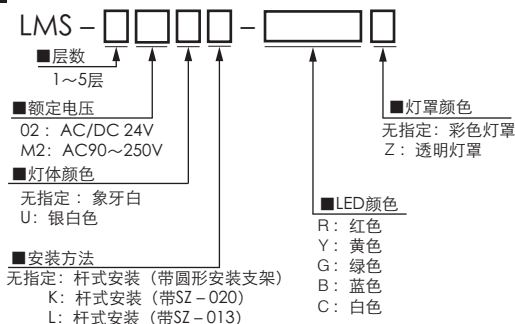 LMS –  –
■层数
1～5层
■额定电压
02 : AC/DC 24V
M2: AC90～250V
■灯体颜色
无指定 : 象牙白
U: 银白色
■安装方法
无指定: 杆式安装（带圆形安装支架）
K: 杆式安装（带SZ – 020）
L: 杆式安装（带SZ – 013）
■LED颜色
R: 红色
Y: 黄色
G: 绿色
B: 蓝色
C: 白色
■灯罩颜色
无指定: 彩色灯罩
Z : 透明灯罩